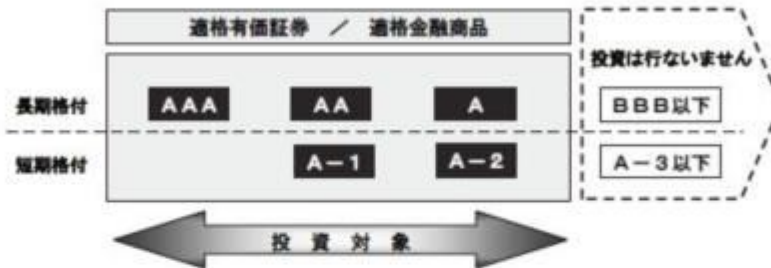 適格有価証券 / 適格金融商品
投資は行ないません
長期格付 AAA AA A BBB以下
短期格付 A-1 A-2 A-3以下
投資対象